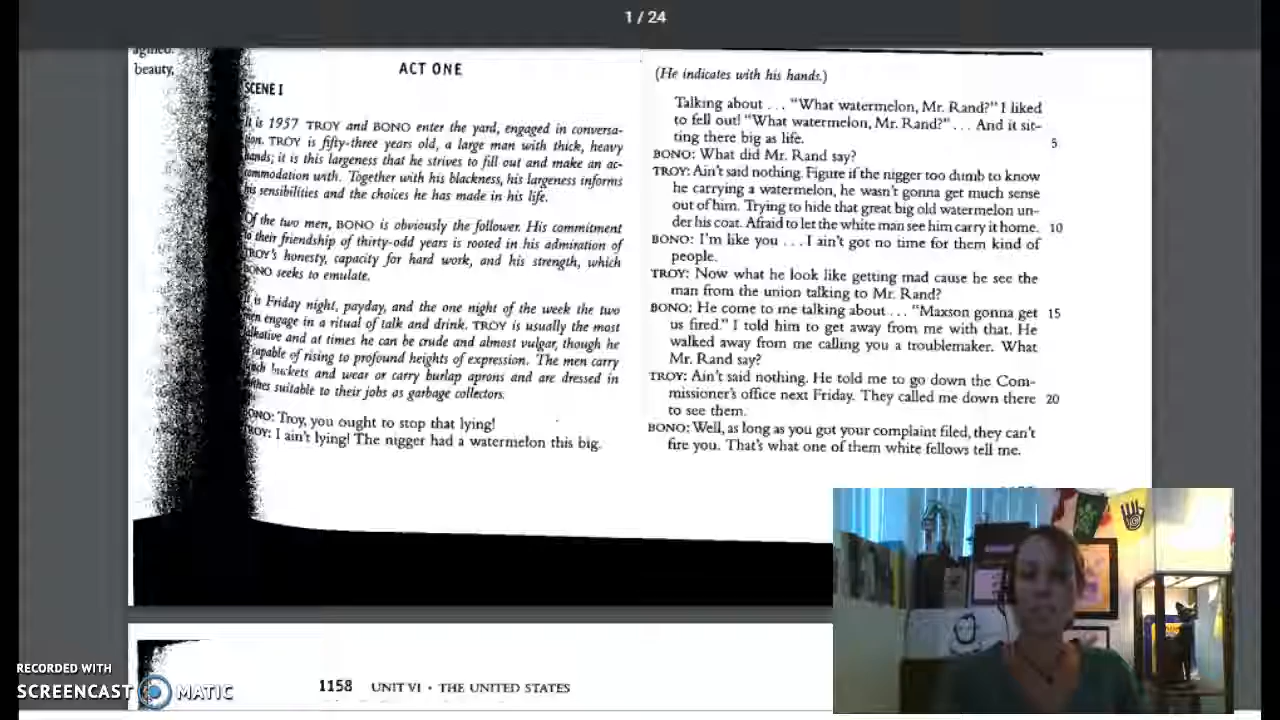 1 / 24
beauty,
ACT ONE
SCENE I
It is 1957 TROY and BONO enter the yard, engaged in conversa-
tion. TROY is fifty-three years old, a large man with thick, heavy
hands; it is this largeness that he strives to fill out and make an ac-
commodation with. Together with his blackness, his largeness informs
his sensibilities and the choices he has made in his life.
Of the two men, BONO is obviously the follower. His commitment
to their friendship of thirty-odd years is rooted in his admiration of
TROY's honesty, capacity for hard work, and his strength, which
BONO seeks to emulate.
It is Friday night, payday, and the one night of the week the two
men engage in a ritual of talk and drink. TROY is usually the most
talkative and at times he can be crude and almost vulgar, though he
capable of rising to profound heights of expression. The men carry
buckets and wear or carry burlap aprons and are dressed in
clothes suitable to their jobs as garbage collectors.
BONO: Troy, you ought to stop that lying!
TROY: I ain't lying! The nigger had a watermelon this big.
(He indicates with his hands.)
Talking about . . . "What watermelon, Mr. Rand?" I liked
to fell out! "What watermelon, Mr. Rand?" . . . And it sit-
ting there big as life. 5
BONO: What did Mr. Rand say?
TROY: Ain't said nothing. Figure if the nigger too dumb to know
he carrying a watermelon, he wasn't gonna get much sense
out of him. Trying to hide that great big old watermelon un-
der his coat. Afraid to let the white man see him carry it home. 10
BONO: I'm like you . . . I ain't got no time for them kind of
people.
TROY: Now what he look like getting mad cause he see the
man from the union talking to Mr. Rand?
BONO: He come to me talking about . . . "Maxson gonna get 15
us fired." I told him to get away from me with that. He
walked away from me calling you a troublemaker. What
Mr. Rand say?
TROY: Ain't said nothing. He told me to go down the Com-
missioner's office next Friday. They called me down there 20
to see them.
BONO: Well, as long as you got your complaint filed, they can't
fire you. That's what one of them white fellows tell me.
1158 UNIT VI • THE UNITED STATES
RECORDED WITH
SCREENCAST MATIC